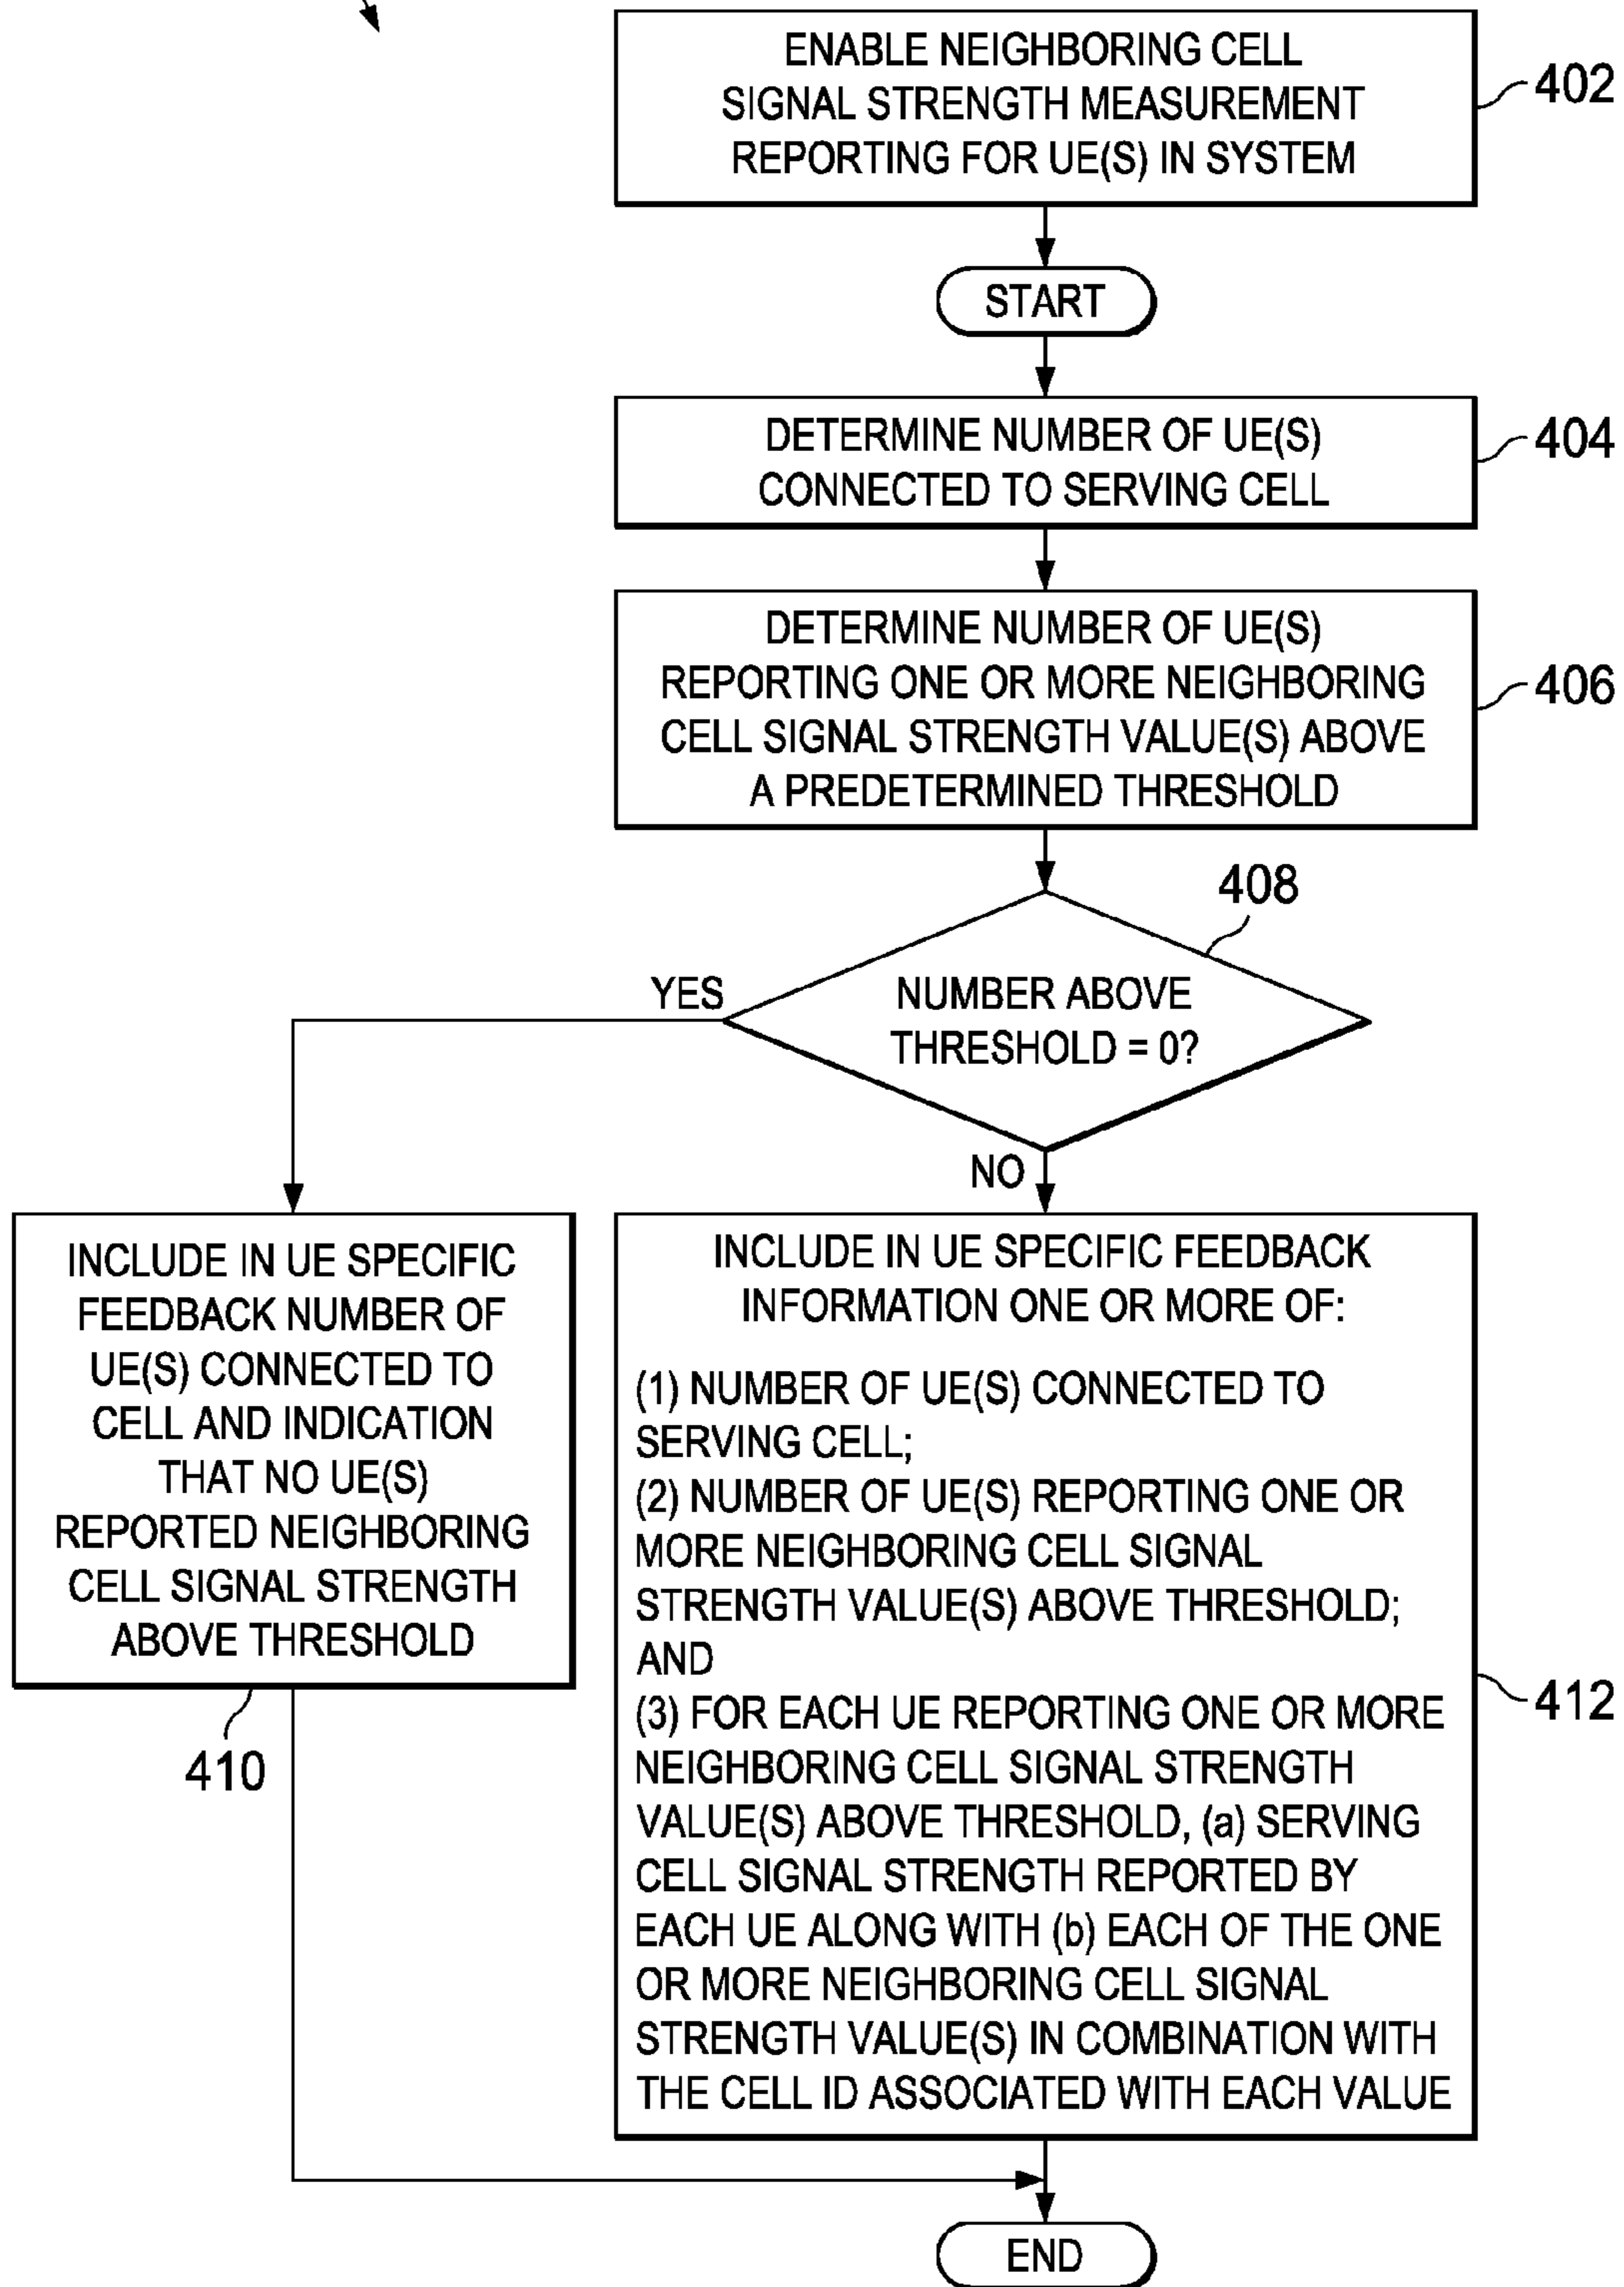 ENABLE NEIGHBORING CELL
SIGNAL STRENGTH MEASUREMENT
REPORTING FOR UE(S) IN SYSTEM
402
START
DETERMINE NUMBER OF UE(S)
CONNECTED TO SERVING CELL
404
DETERMINE NUMBER OF UE(S)
REPORTING ONE OR MORE NEIGHBORING
CELL SIGNAL STRENGTH VALUE(S) ABOVE
A PREDETERMINED THRESHOLD
406
408
NUMBER ABOVE
THRESHOLD = 0?
YES
NO
INCLUDE IN UE SPECIFIC
FEEDBACK NUMBER OF
UE(S) CONNECTED TO
CELL AND INDICATION
THAT NO UE(S)
REPORTED NEIGHBORING
CELL SIGNAL STRENGTH
ABOVE THRESHOLD
410
INCLUDE IN UE SPECIFIC FEEDBACK
INFORMATION ONE OR MORE OF:
(1) NUMBER OF UE(S) CONNECTED TO
SERVING CELL;
(2) NUMBER OF UE(S) REPORTING ONE OR
MORE NEIGHBORING CELL SIGNAL
STRENGTH VALUE(S) ABOVE THRESHOLD;
AND
(3) FOR EACH UE REPORTING ONE OR MORE
NEIGHBORING CELL SIGNAL STRENGTH
VALUE(S) ABOVE THRESHOLD, (a) SERVING
CELL SIGNAL STRENGTH REPORTED BY
EACH UE ALONG WITH (b) EACH OF THE ONE
OR MORE NEIGHBORING CELL SIGNAL
STRENGTH VALUE(S) IN COMBINATION WITH
THE CELL ID ASSOCIATED WITH EACH VALUE
412
END